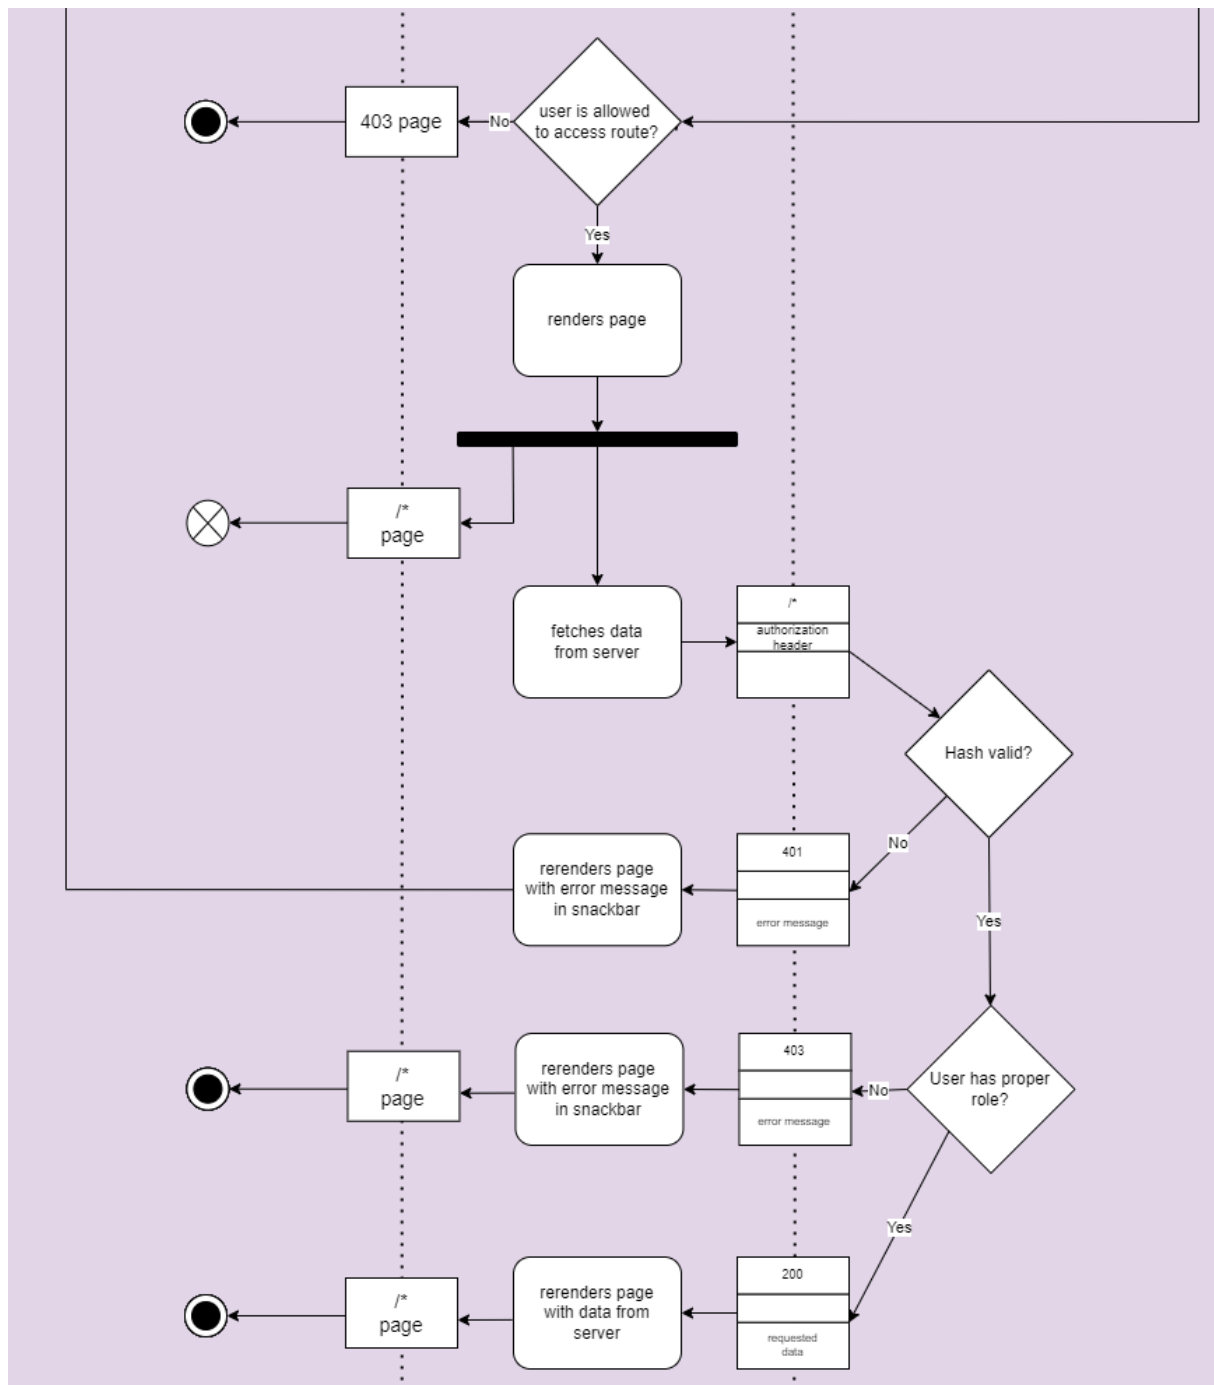 403 page
No
user is allowed
to access route?
Yes
renders page
/*
page
fetches data
from server
/*
authorization
header
Hash valid?
No
Yes
401
error message
rerenders page
with error message
in snackbar
/*
page
rerenders page
with error message
in snackbar
403
error message
No
User has proper
role?
Yes
/*
page
rerenders page
with data from
server
200
requested
data